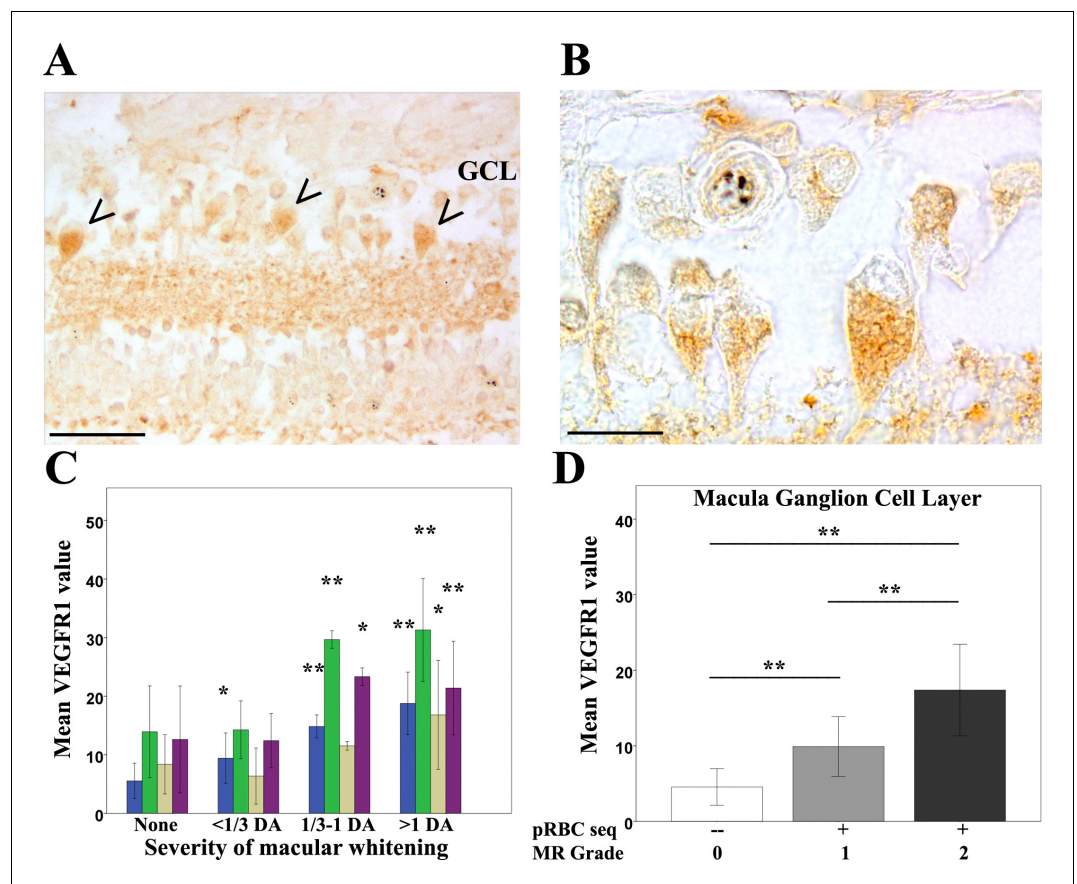 A
B
GCL
C
D
Mean VEGFR1 value
50
40
30
20
10
0
*
**
**
*
**
**
*
**
None <1/3 DA 1/3-1 DA >1 DA
Severity of macular whitening
Macula Ganglion Cell Layer
Mean VEGFR1 value
40
30
20
10
0
**
**
**
pRBC seq -- + +
MR Grade 0 1 2